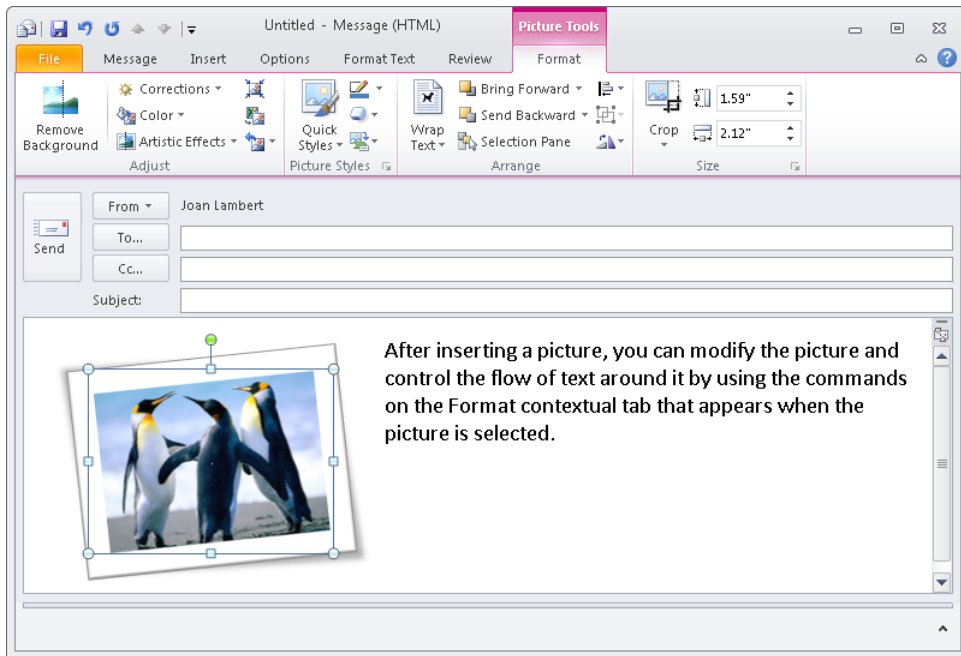 Untitled - Message (HTML)
Picture Tools
File Message Insert Options Format Text Review Format
Remove Background
Corrections
Color
Artistic Effects
Adjust
Quick Styles
Picture Styles
Wrap Text
Bring Forward
Send Backward
Selection Pane
Arrange
Crop
1.59"
2.12"
Size
Send
From Joan Lambert
To...
Cc...
Subject:
After inserting a picture, you can modify the picture and
control the flow of text around it by using the commands
on the Format contextual tab that appears when the
picture is selected.